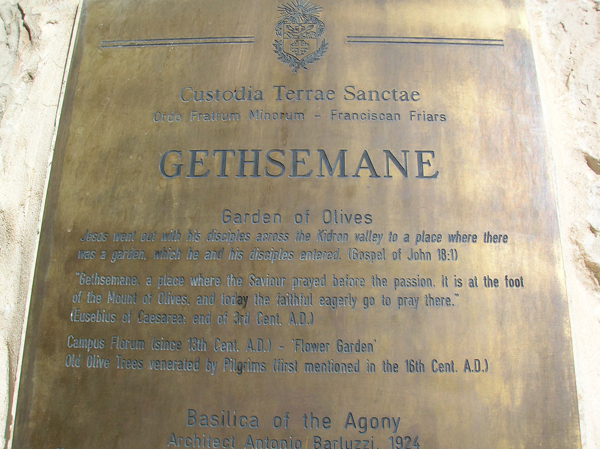 Custodia Terrae Sanctae
Ordo Fratrum Minorum - Franciscan Friars
GETHSEMANE
Garden of Olives
Jesus went out with his disciples across the Kidron valley to a place where there
was a garden, which he and his disciples entered. (Gospel of John 18:1)
"Gethsemane, a place where the Saviour prayed before the passion. It is at the foot
of the Mount of Olives, and today the faithful eagerly go to pray there."
(Eusebius of Caesarea; end of 3rd Cent. A.D.)
Campus Florum (since 13th Cent. A.D.) - 'Flower Garden'
Old Olive Trees venerated by Pilgrims (first mentioned in the 16th Cent. A.D.)
Basilica of the Agony
Architect Antonio Barluzzi, 1924